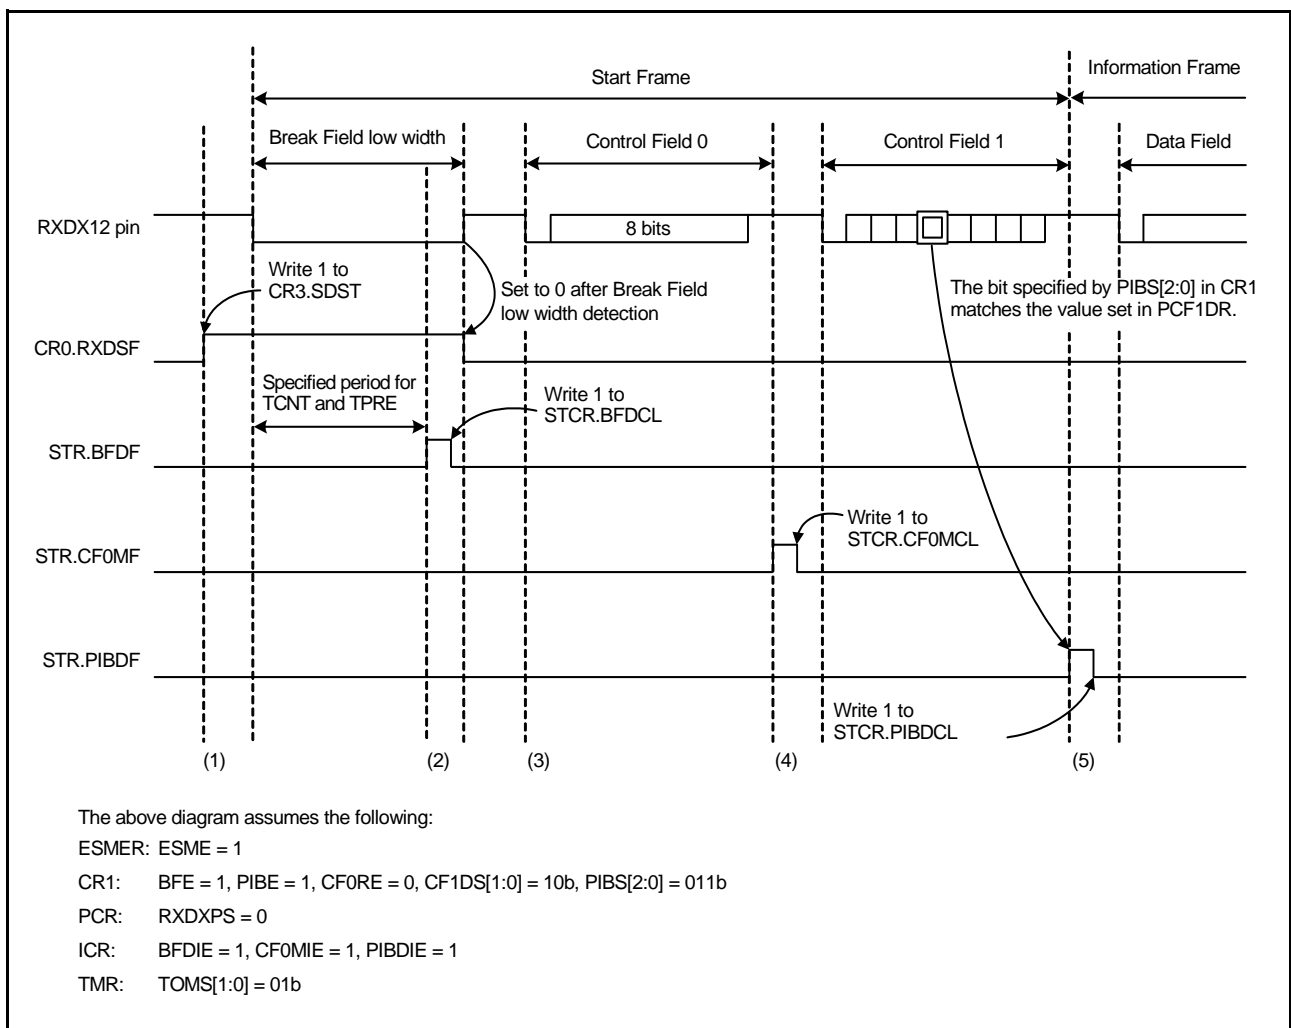 Start Frame
Information Frame
Break Field low width
Control Field 0
Control Field 1
Data Field
RXDX12 pin
8 bits
Write 1 to
CR3.SDST
Set to 0 after Break Field
low width detection
The bit specified by PIBS[2:0] in CR1
matches the value set in PCF1DR.
CR0.RXDSF
Specified period for
TCNT and TPRE
Write 1 to
STCR.BFDCL
STR.BFDF
Write 1 to
STCR.CF0MCL
STR.CF0MF
STR.PIBDF
Write 1 to
STCR.PIBDCL
(1)
(2)
(3)
(4)
(5)
The above diagram assumes the following:
ESMER: ESME = 1
CR1: BFE = 1, PIBE = 1, CF0RE = 0, CF1DS[1:0] = 10b, PIBS[2:0] = 011b
PCR: RXDXPS = 0
ICR: BFDIE = 1, CF0MIE = 1, PIBDIE = 1
TMR: TOMS[1:0] = 01b